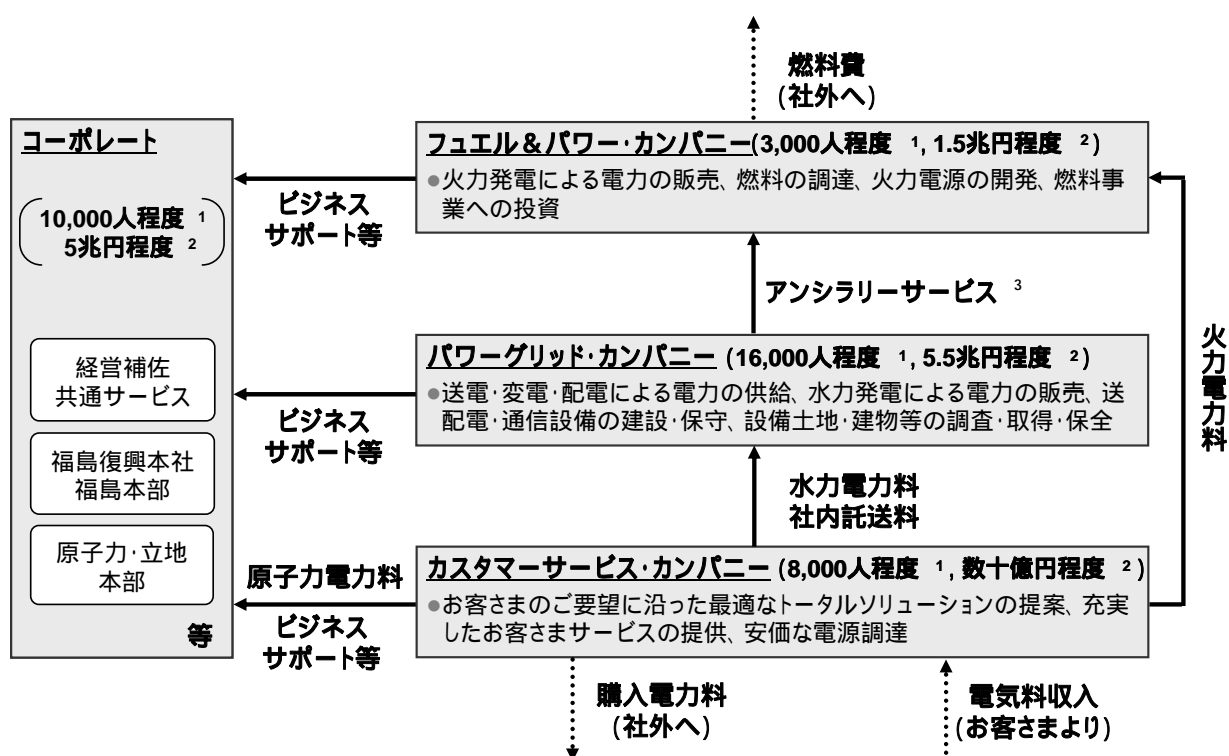 燃料費
(社外へ)
コーポレート
10,000人程度 1
5兆円程度 2
経営補佐
共通サービス
福島復興本社
福島本部
原子力・立地
本部
等
フュエル&パワー・カンパニー(3,000人程度 1, 1.5兆円程度 2)
●火力発電による電力の販売、燃料の調達、火力電源の開発、燃料事
業への投資
ビジネス
サポート等
アンシラリーサービス 3
火力電力料
パワーグリッド・カンパニー (16,000人程度 1, 5.5兆円程度 2)
●送電・変電・配電による電力の供給、水力発電による電力の販売、送
配電・通信設備の建設・保守、設備土地・建物等の調査・取得・保全
ビジネス
サポート等
水力電力料
社内託送料
カスタマーサービス・カンパニー (8,000人程度 1, 数十億円程度 2)
●お客さまのご要望に沿った最適なトータルソリューションの提案、充実
したお客さまサービスの提供、安価な電源調達
原子力電力料
ビジネス
サポート等
購入電力料
(社外へ)
電気料収入
(お客さまより)